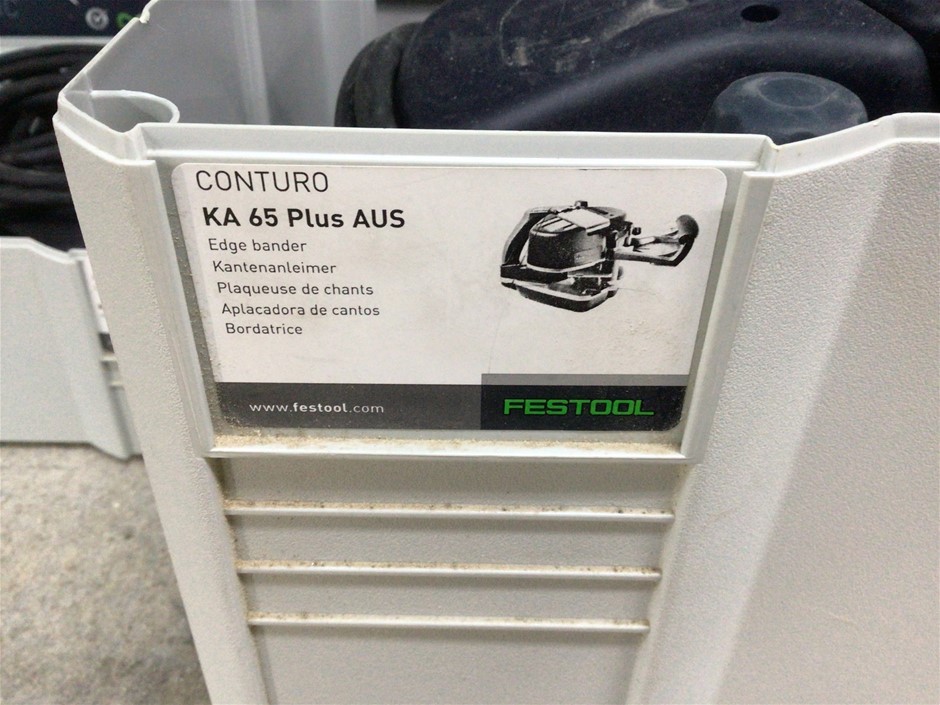 CONTURO
KA 65 Plus AUS
Edge bander
Kantenanleimer
Plaqueuse de chants
Aplacadora de cantos
Bordatrice
www.festool.com
FESTOOL